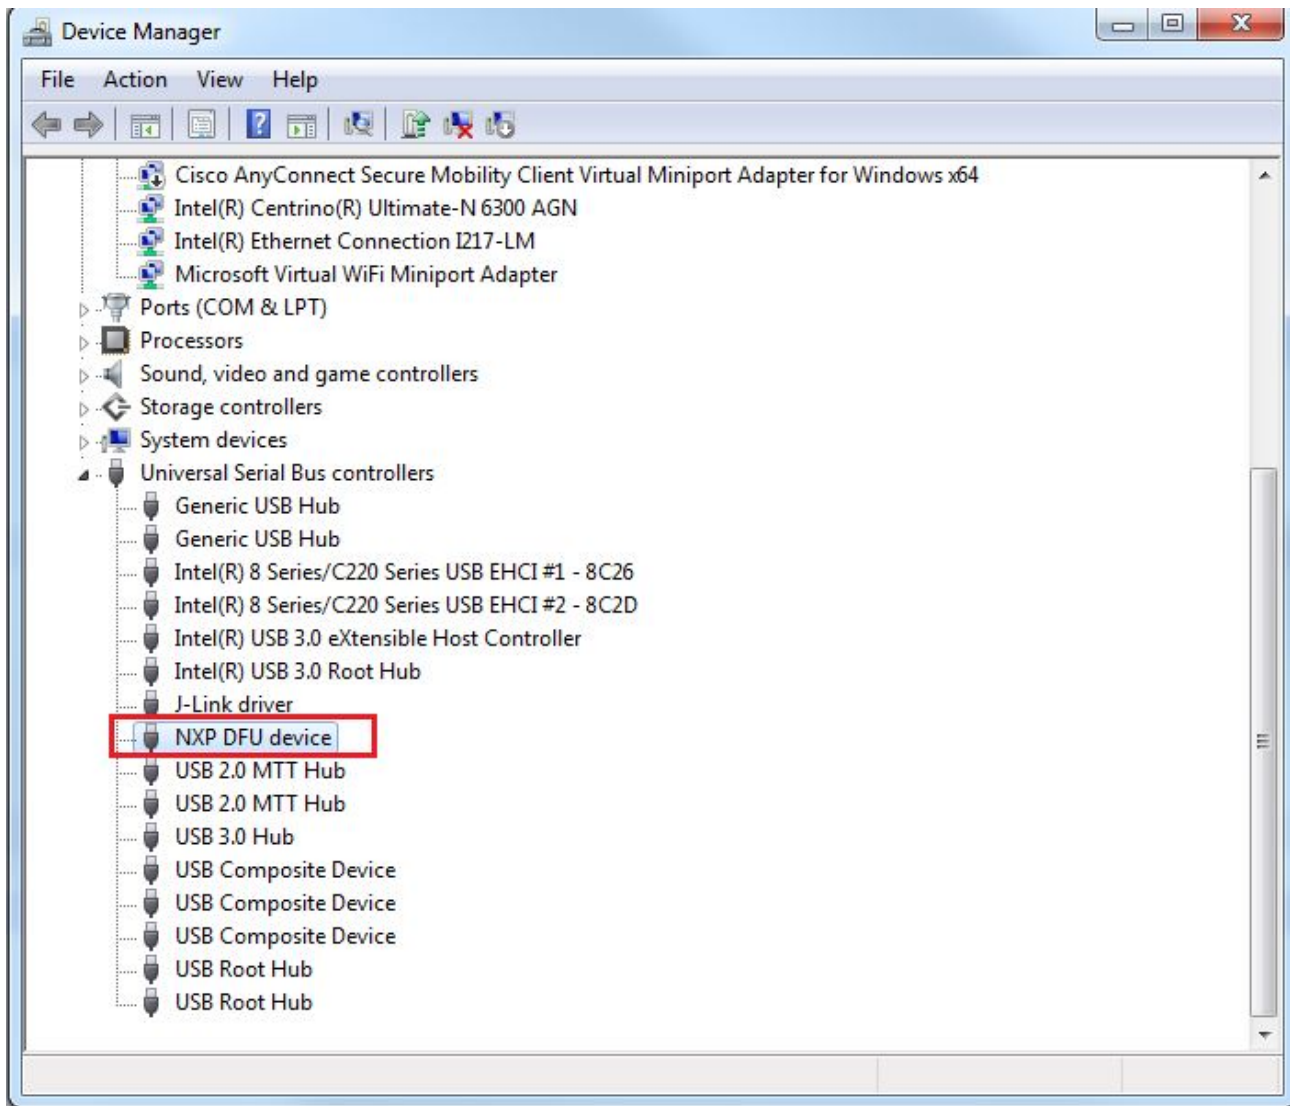 Device Manager
File Action View Help
Cisco AnyConnect Secure Mobility Client Virtual Miniport Adapter for Windows x64
Intel(R) Centrino(R) Ultimate-N 6300 AGN
Intel(R) Ethernet Connection I217-LM
Microsoft Virtual WiFi Miniport Adapter
Ports (COM & LPT)
Processors
Sound, video and game controllers
Storage controllers
System devices
Universal Serial Bus controllers
Generic USB Hub
Generic USB Hub
Intel(R) 8 Series/C220 Series USB EHCI #1 - 8C26
Intel(R) 8 Series/C220 Series USB EHCI #2 - 8C2D
Intel(R) USB 3.0 eXtensible Host Controller
Intel(R) USB 3.0 Root Hub
J-Link driver
NXP DFU device
USB 2.0 MTT Hub
USB 2.0 MTT Hub
USB 3.0 Hub
USB Composite Device
USB Composite Device
USB Composite Device
USB Root Hub
USB Root Hub